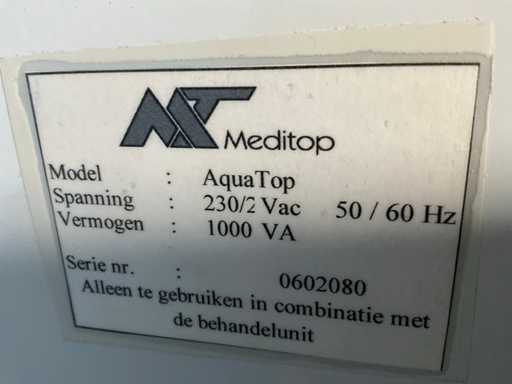 Meditop
Model : AquaTop
Spanning : 230/2 Vac 50 / 60 Hz
Vermogen : 1000 VA
Serie nr. : 0602080
Alleen te gebruiken in combinatie met
de behandelunit